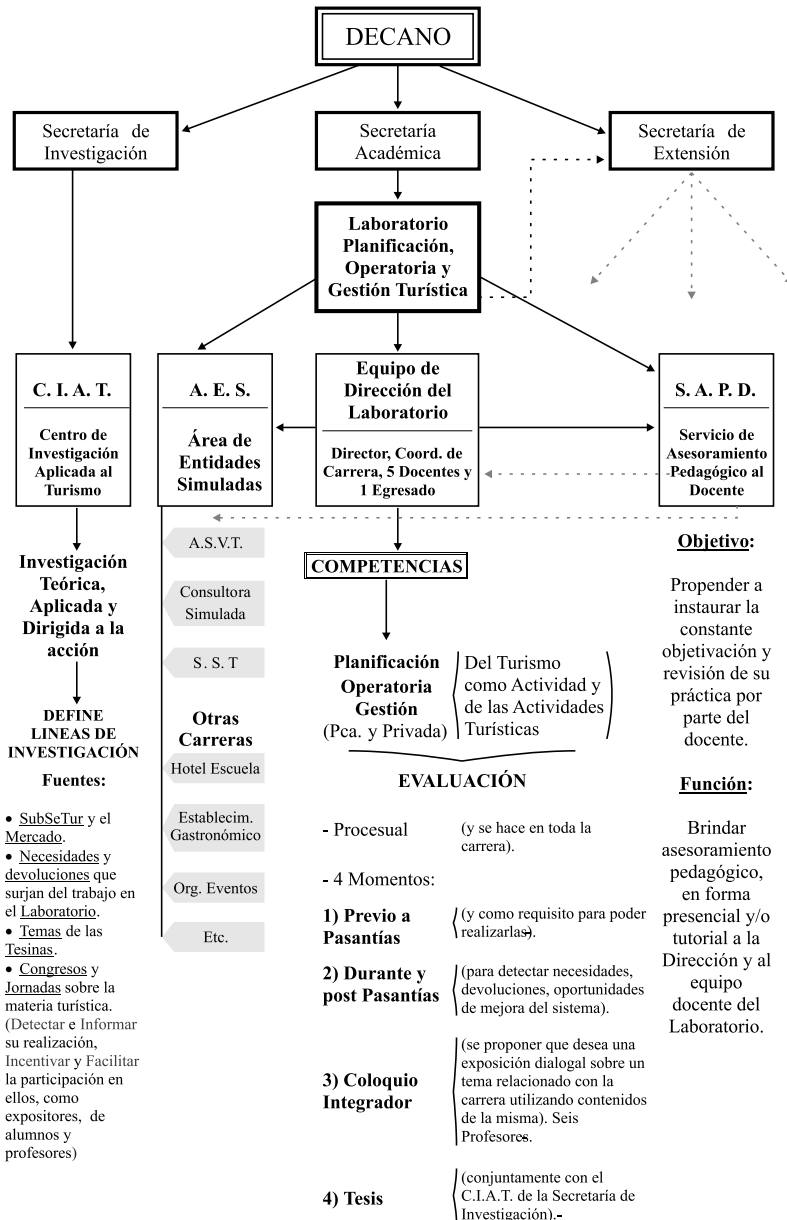 DECANO
Secretaría de
Investigación
Secretaría
Académica
Secretaría de
Extensión
Laboratorio
Planificación,
Operatoria y
Gestión Turística
C. I. A. T.
Centro de
Investigación
Aplicada al
Turismo
A. E. S.
Área de
Entidades
Simuladas
Equipo de
Dirección del
Laboratorio
Director, Coord. de
Carrera, 5 Docentes y
1 Egresado
S. A. P. D.
Servicio de
Asesoramiento
Pedagógico al
Docente
Investigación
Teórica,
Aplicada y
Dirigida a la
acción
DEFINE
LINEAS DE
INVESTIGACIÓN
Fuentes:
• SubSeTur y el
Mercado.
• Necesidades y
devoluciones que
surjan del trabajo en
el Laboratorio.
• Temas de las
Tesinas.
• Congresos y
Jornadas sobre la
materia turística.
(Detectar e Informar
su realización,
Incentivar y Facilitar
la participación en
ellos, como
expositores, de
alumnos y
profesores)
A.S.V.T.
Consultora
Simulada
S. S. T
Otras
Carreras
Hotel Escuela
Establecim.
Gastronómico
Org. Eventos
Etc.
COMPETENCIAS
Planificación
Operatoria
Gestión
(Pca. y Privada)
Del Turismo
como Actividad y
de las Actividades
Turísticas
EVALUACIÓN
- Procesual
(y se hace en toda la
carrera).
- 4 Momentos:
1) Previo a
Pasantías
(y como requisito para poder
realizarlas).
2) Durante y
post Pasantías
(para detectar necesidades,
devoluciones, oportunidades
de mejora del sistema).
3) Coloquio
Integrador
(se proponer que desea una
exposición dialogal sobre un
tema relacionado con la
carrera utilizando contenidos
de la misma). Seis
Profesores.
4) Tesis
(conjuntamente con el
C.I.A.T. de la Secretaría de
Investigación).-
Objetivo:
Propender a
instaurar la
constante
objetivación y
revisión de su
práctica por
parte del
docente.
Función:
Brindar
asesoramiento
pedagógico,
en forma
presencial y/o
tutorial a la
Dirección y al
equipo
docente del
Laboratorio.